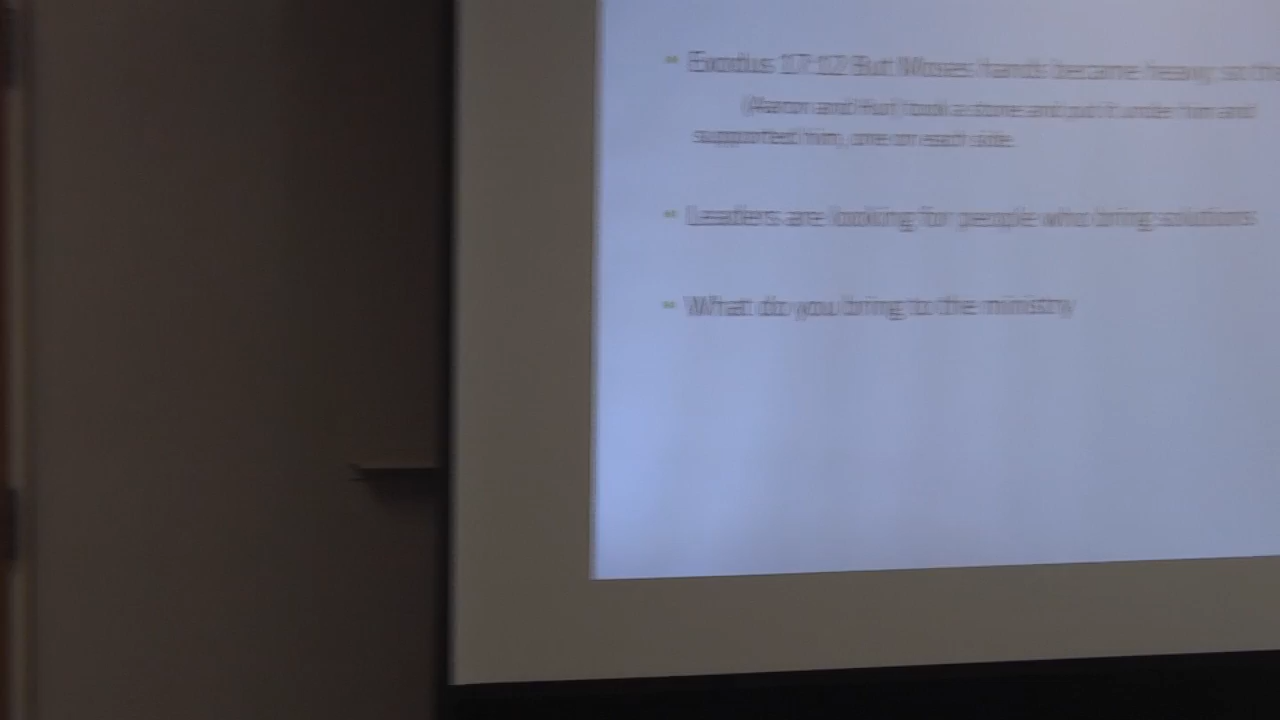 Exodus 17:12 But Moses hands became heavy so
(Aaron and Hur) took a stone and put it under him and
supported him, one on each side.
Leaders are looking for people who bring solutions
What do you bring to the ministry